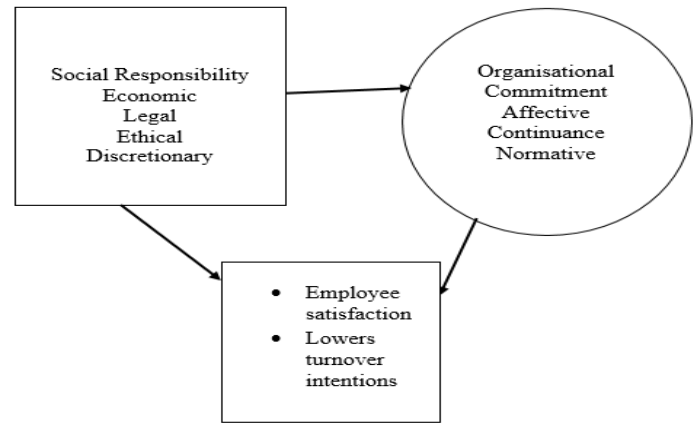 Social Responsibility
Economic
Legal
Ethical
Discretionary
Organisational
Commitment
Affective
Continuance
Normative
• Employee
satisfaction
• Lowers
turnover
intentions